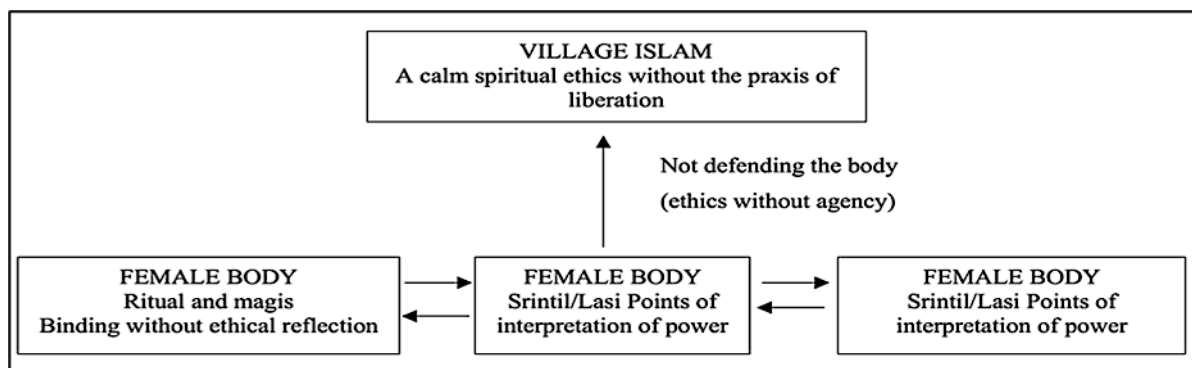 VILLAGE ISLAM
A calm spiritual ethics without the praxis of
liberation
Not defending the body
(ethics without agency)
FEMALE BODY
Ritual and magis
Binding without ethical reflection
FEMALE BODY
Srintil/Lasi Points of
interpretation of power
FEMALE BODY
Srintil/Lasi Points of
interpretation of power